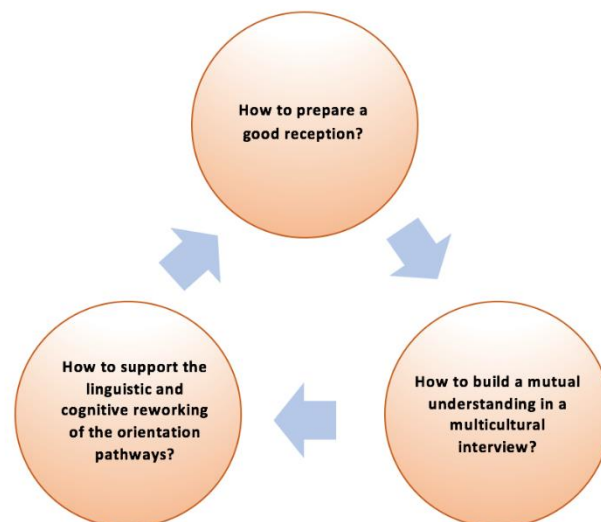 How to prepare a
good reception?
How to support the
linguistic and
cognitive reworking
of the orientation
pathways?
How to build a mutual
understanding in a
multicultural
interview?